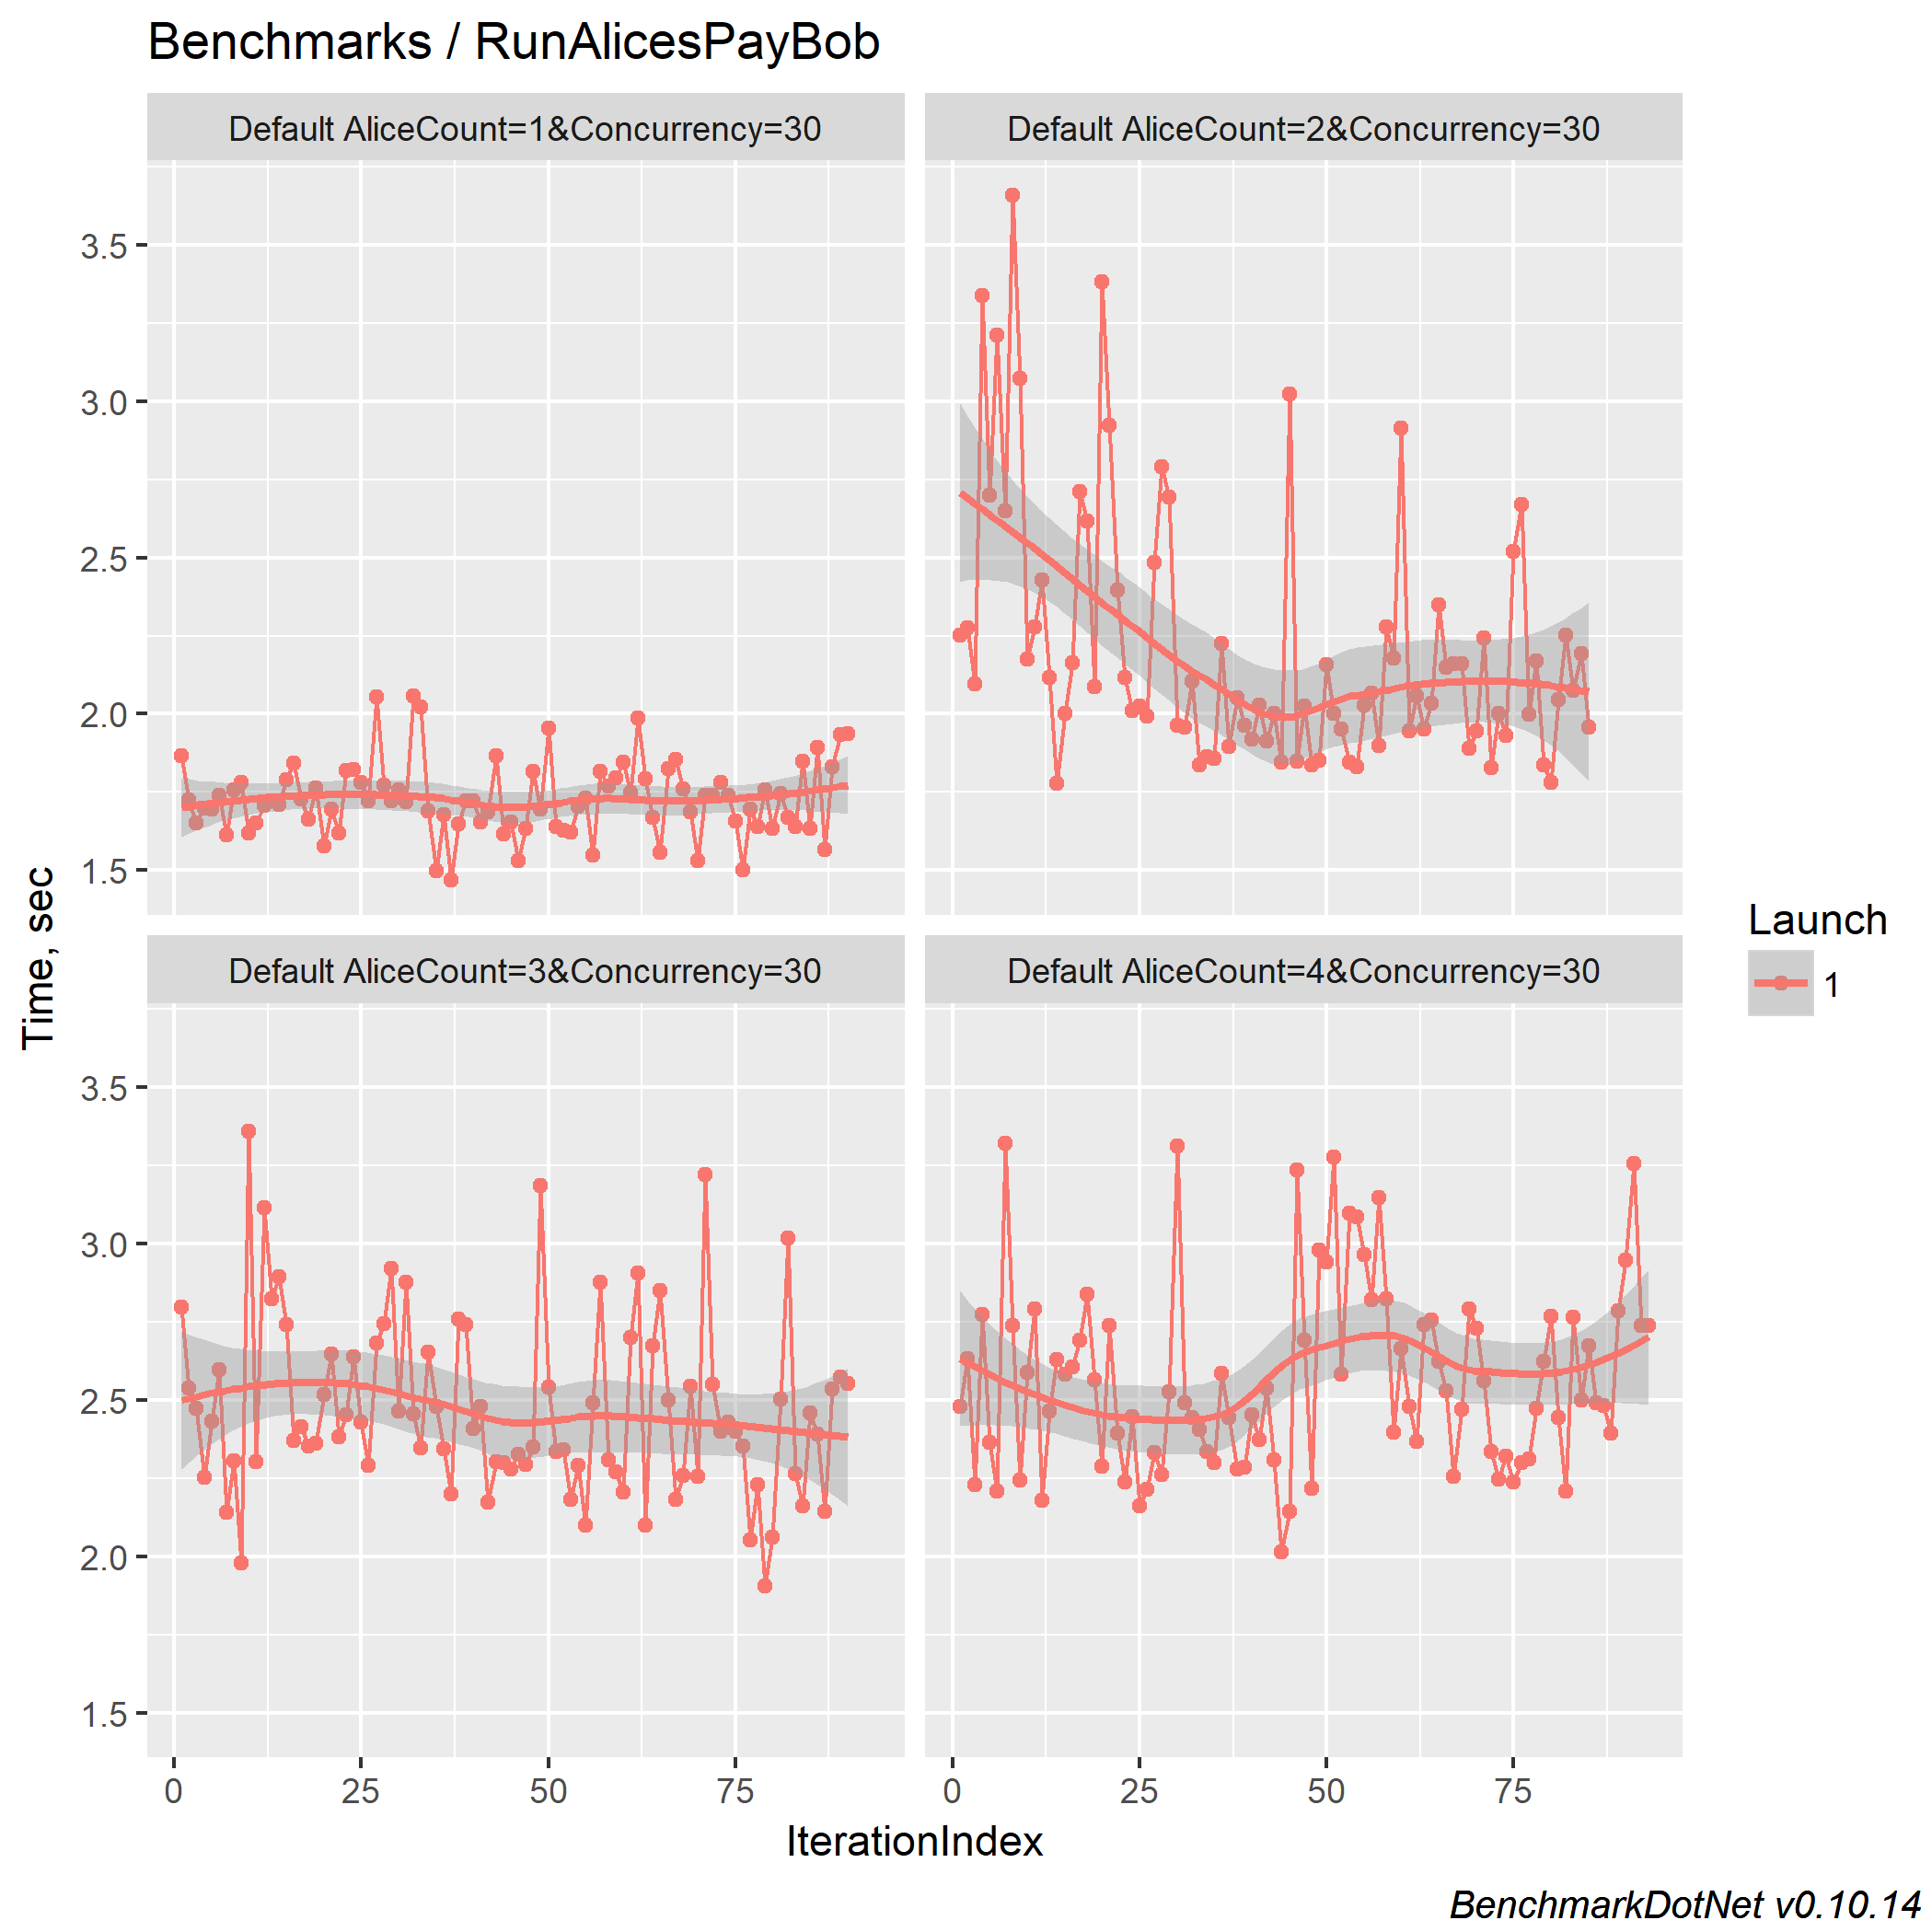 Benchmarks / RunAlicesPayBob
Default AliceCount=1&Concurrency=30
Default AliceCount=2&Concurrency=30
3.5
3.0
2.5
2.0
1.5
Time, sec
Default AliceCount=3&Concurrency=30
Default AliceCount=4&Concurrency=30
3.5
3.0
2.5
2.0
1.5
0 25 50 75
0 25 50 75
IterationIndex
Launch
1
BenchmarkDotNet v0.10.14